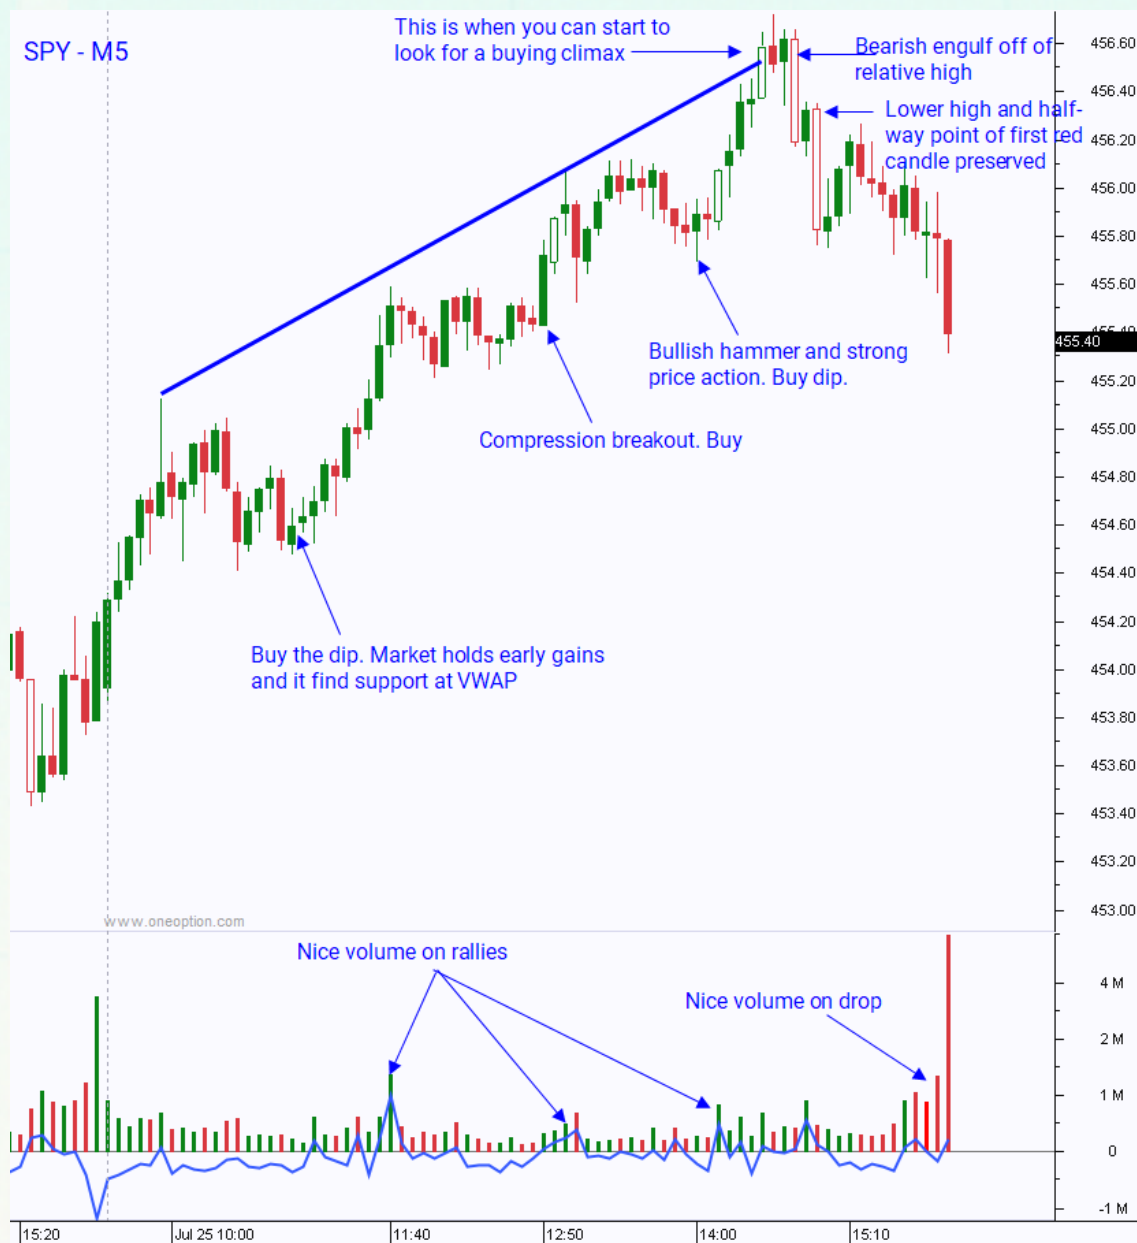 SPY - M5
This is when you can start to
look for a buying climax
Bearish engulf off of
relative high
Lower high and half-
way point of first red
candle preserved
Bullish hammer and strong
price action. Buy dip.
Compression breakout. Buy
Buy the dip. Market holds early gains
and it find support at VWAP
456.60
456.40
456.20
456.00
455.80
455.60
455.40
455.40
455.20
455.00
454.80
454.60
454.40
454.20
454.00
453.80
453.60
453.40
453.20
453.00
www.oneoption.com
Nice volume on rallies
Nice volume on drop
4 M
2 M
1 M
0
-1 M
15:20
Jul 25 10:00
11:40
12:50
14:00
15:10